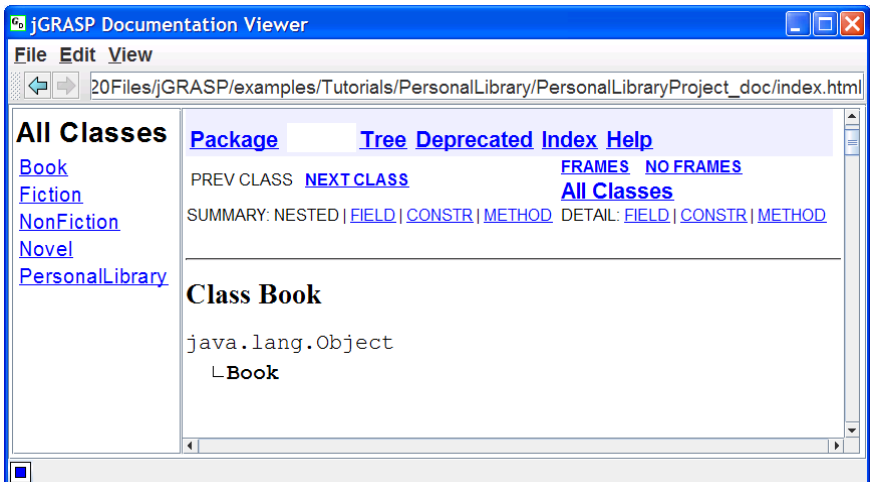 jGRASP Documentation Viewer
File Edit View
20Files/jGRASP/examples/Tutorials/PersonalLibrary/PersonalLibraryProject_doc/index.html
All Classes
Book
Fiction
NonFiction
Novel
PersonalLibrary
Package Tree Deprecated Index Help
PREV CLASS NEXT CLASS
FRAMES NO FRAMES
All Classes
SUMMARY: NESTED | FIELD | CONSTR | METHOD DETAIL: FIELD | CONSTR | METHOD
Class Book
java.lang.Object
Book